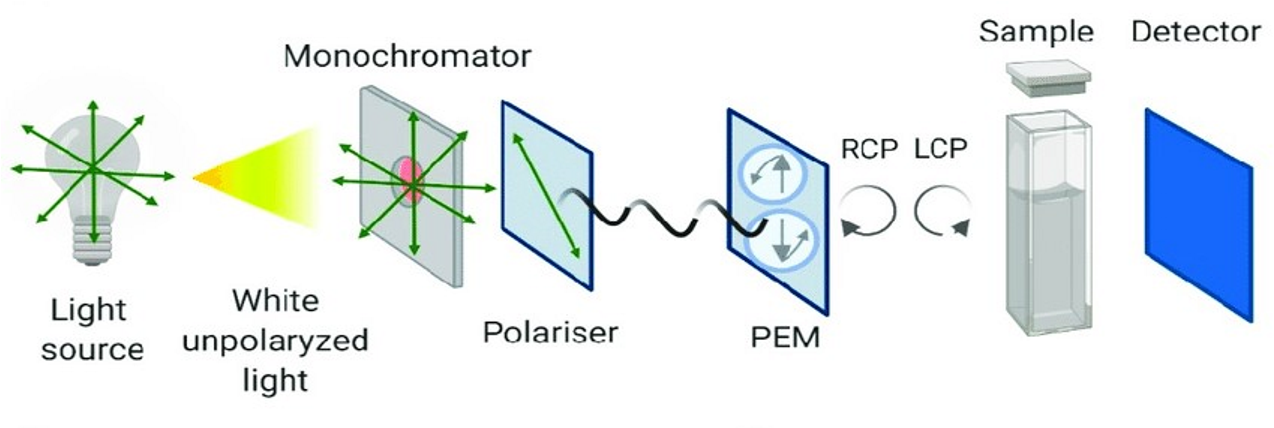 Sample
Detector
Monochromator
RCP
LCP
Light
source
White
unpolaryzed
light
Polariser
PEM